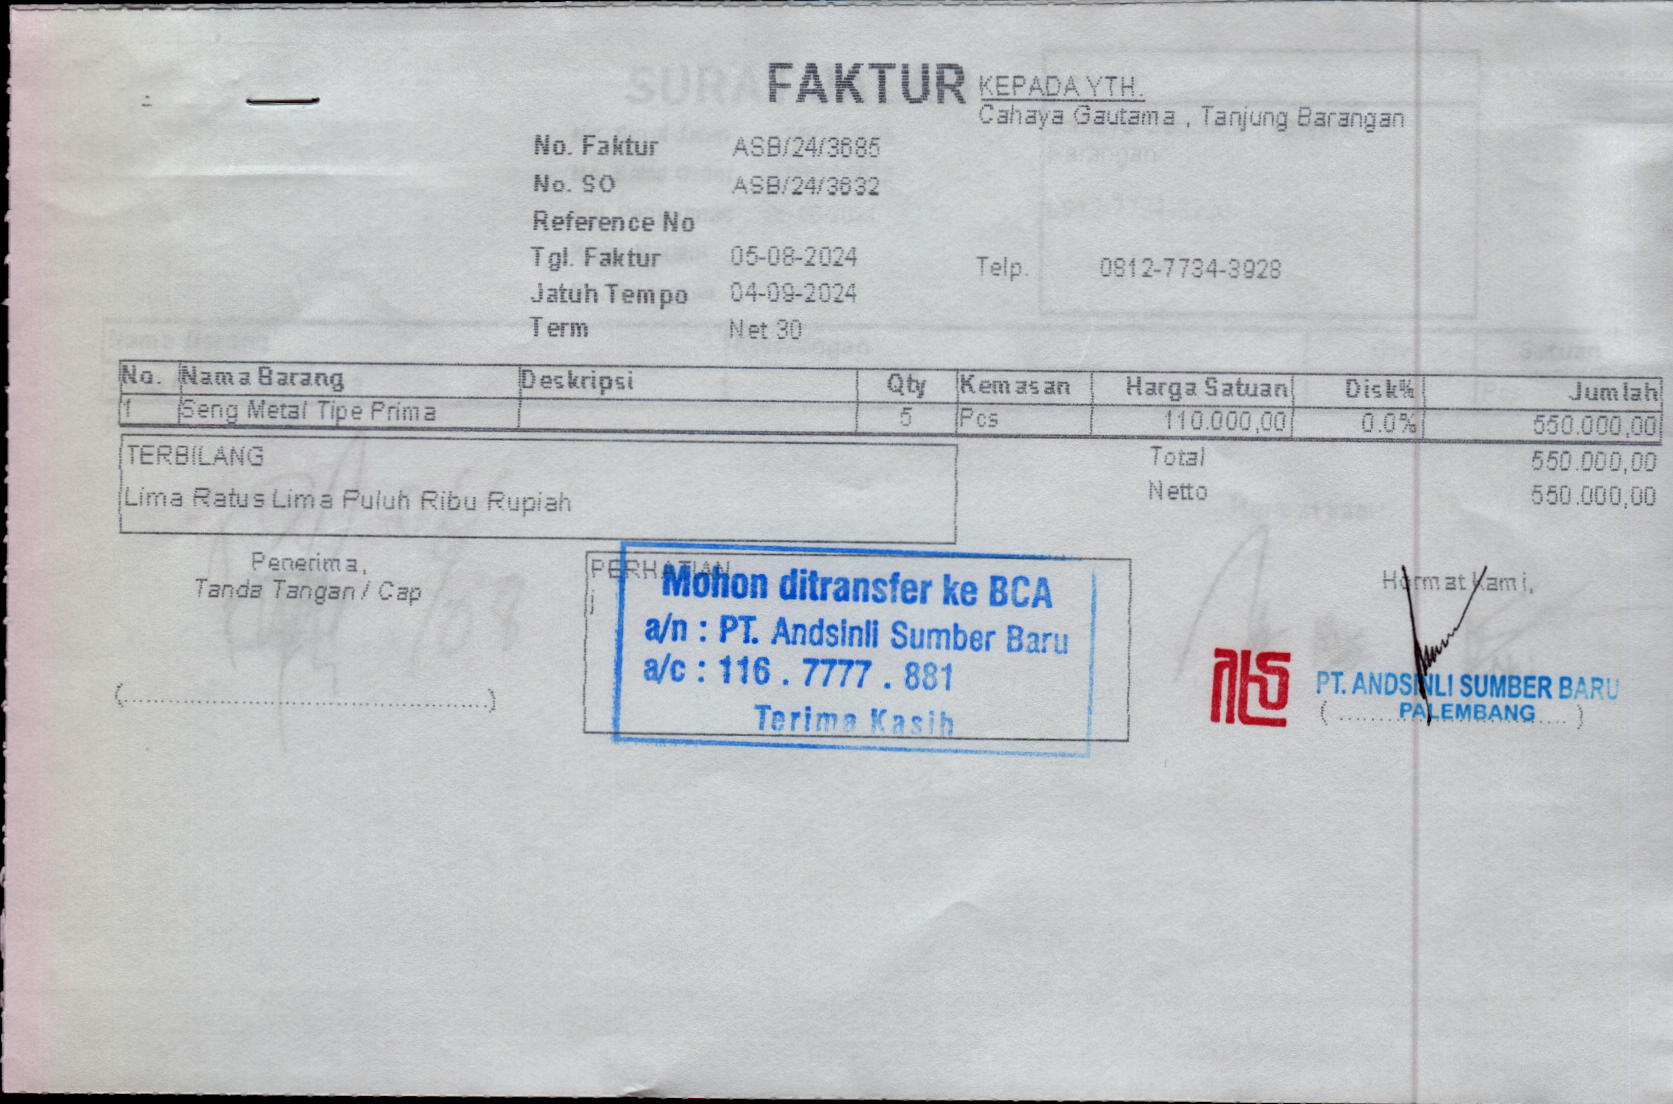 FAKTUR
KEPADA YTH.
Cahaya Gautama , Tanjung Barangan
No. Faktur ASB/24/3685
No. SO ASB/24/3632
Reference No
Tgl. Faktur 05-08-2024
Telp. 0812-7734-3928
Jatuh Tempo 04-09-2024
Term Net 30
No. Nama Barang Deskripsi Qty Kemasan Harga Satuan Disk% Jumlah
1 Seng Metal Tipe Prima 5 Pcs 110.000,00 0.0% 550.000,00
TERBILANG
Lima Ratus Lima Puluh Ribu Rupiah
Total 550.000,00
Netto 550.000,00
Penerima,
Tanda Tangan / Cap
(.................................................)
PERHATIAN
Mohon ditransfer ke BCA
a/n : PT. Andsinli Sumber Baru
a/c : 116 . 7777 . 881
Terima Kasih
Hormat Kami,
PT. ANDSINLI SUMBER BARU
PALEMBANG